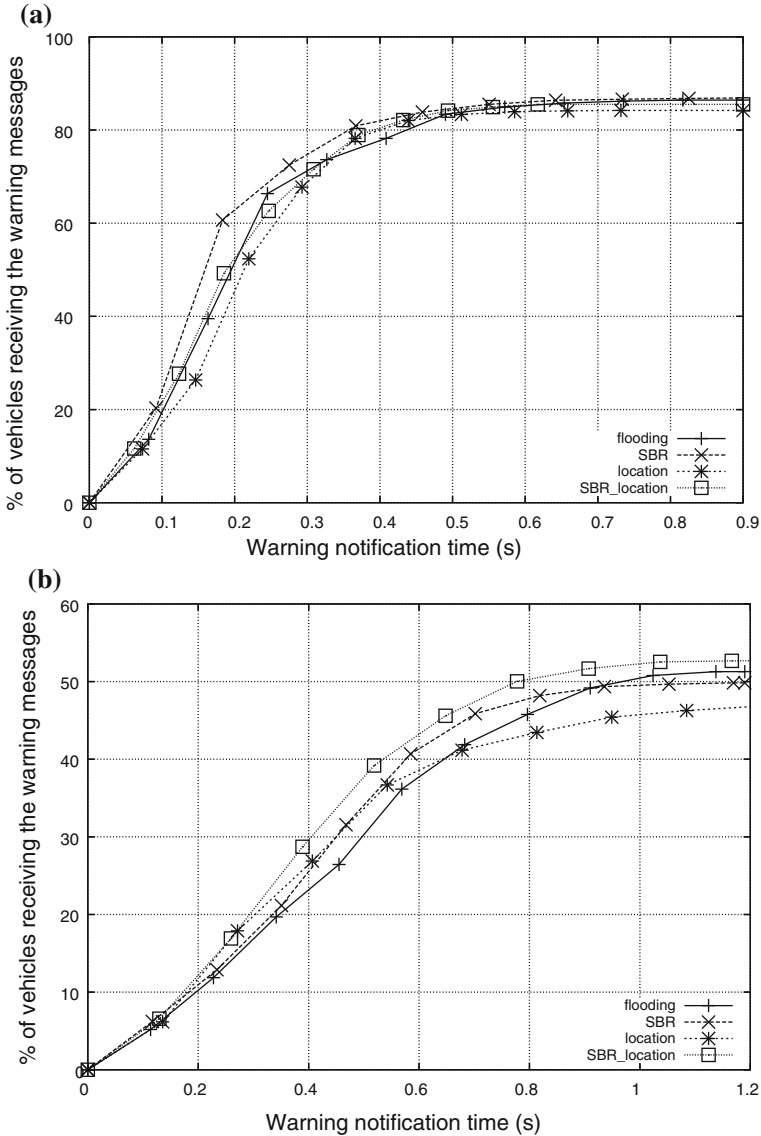 (a)
% of vehicles receiving the warning messages
100
80
60
40
20
0
0 0.1 0.2 0.3 0.4 0.5 0.6 0.7 0.8 0.9
Warning notification time (s)
flooding
SBR
location
SBR_location
(b)
% of vehicles receiving the warning messages
60
50
40
30
20
10
0
0 0.2 0.4 0.6 0.8 1 1.2
Warning notification time (s)
flooding
SBR
location
SBR_location